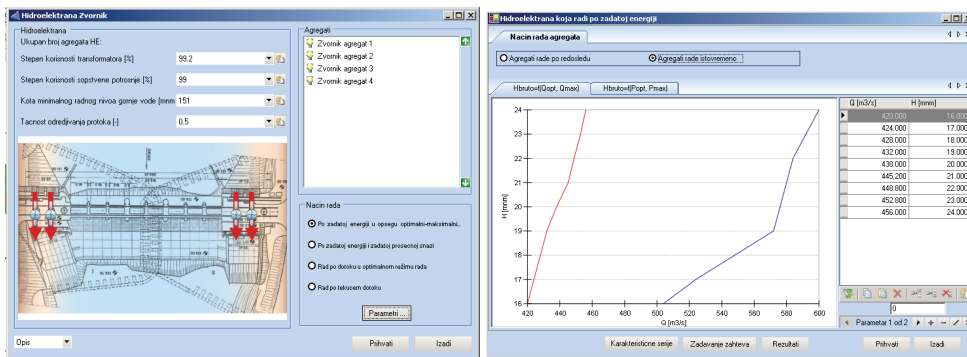 Hidroelektrana Zvornik
Hidroelektrana
Ukupan broj agregata HE:
Stepen korisnosti transformatora [%]
99.2
Stepen korisnosti sopstvene potrosnje [%]
99
Kota minimalnog radnog nivoa gornje vode [mnm
151
Tacnost odredjivanja protoka [-]
0.5
Agregati
Zvornik agregat 1
Zvornik agregat 2
Zvornik agregat 3
Zvornik agregat 4
Nacin rada
Po zadatoj energiji u opsegu optimalni-maksimalni..
Po zadatoj energiji i zadatoj prosecnoj snazi
Rad po dotoku u optimalnom režimu rada
Rad po tekucem dotoku
Parametri ...
Opis
Prihvati
Izađi
Hidroelektrana koja radi po zadatoj energiji
Nacin rada agregata
Agregati rade po redosledu
Agregati rade istovremeno
Hbruto=f(Qopt, Qmax)
Hbruto=f(Popt, Pmax)
H [mnm]
24
23
22
21
20
19
18
17
16
420 440 460 480 500 520 540 560 580 600
Q [m3/s]
Q [m3/s] H [mnm]
420.000 16.000
424.000 17.000
428.000 18.000
432.000 19.000
438.000 20.000
445.200 21.000
448.800 22.000
452.800 23.000
456.000 24.000
0
Parametar 1 od 2
Karakteristicne serije
Zadavanje zahteva
Rezultati
Prihvati
Izađi